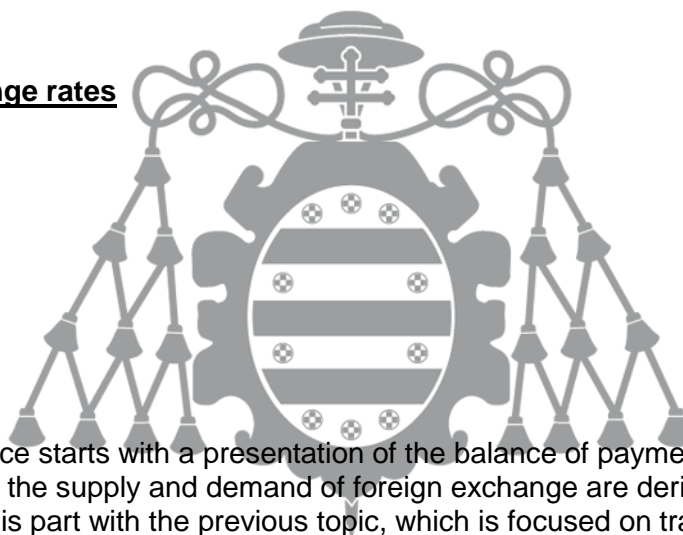 nge rates
ce starts with a presentation of the balance of payme
the supply and demand of foreign exchange are deri
is part with the previous topic, which is focused on tra